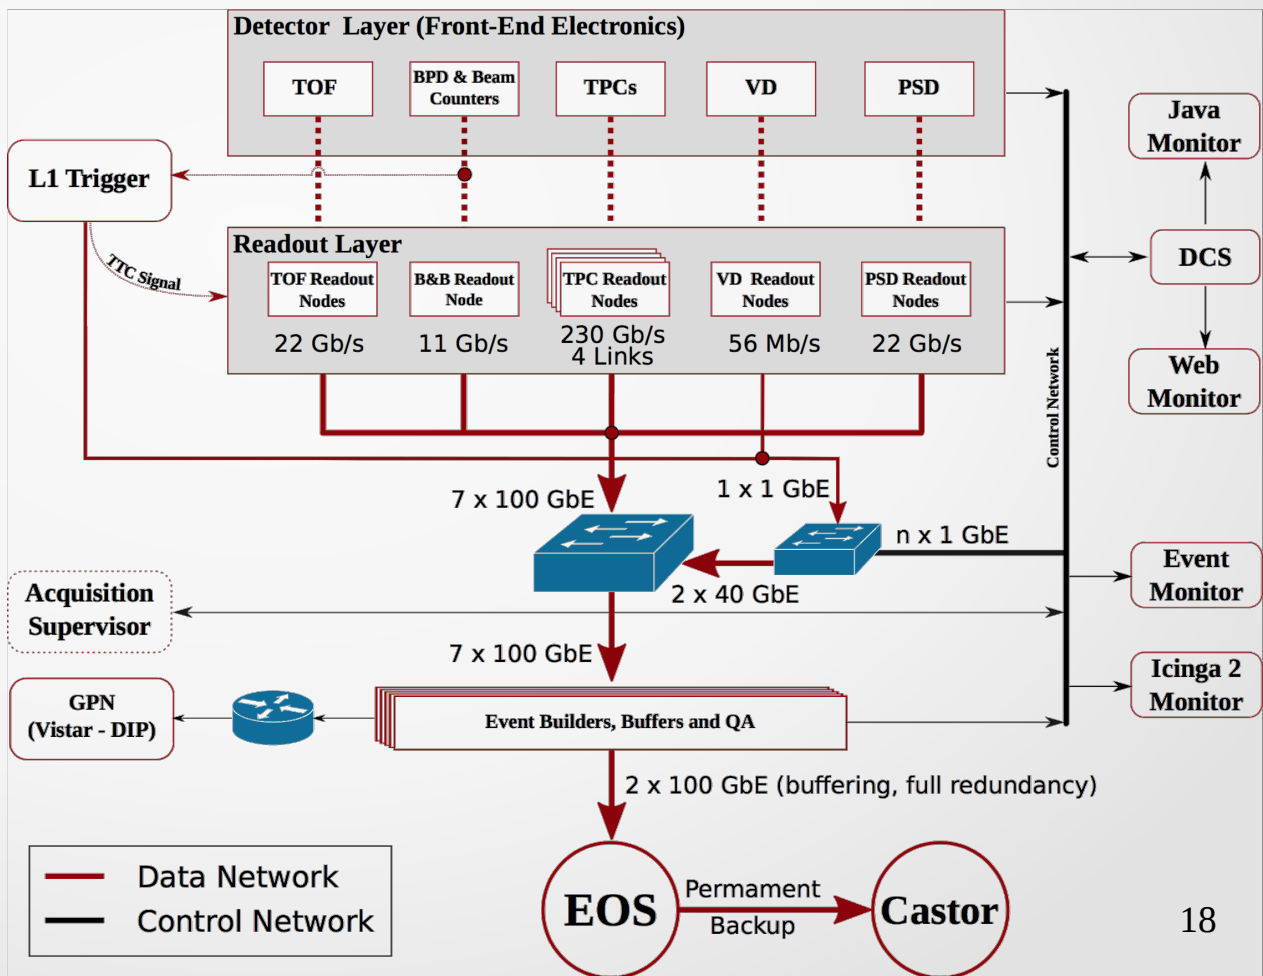 Detector Layer (Front-End Electronics)
TOF
BPD & Beam
Counters
TPCs
VD
PSD
Java
Monitor
L1 Trigger
TTC Signal
Readout Layer
TOF Readout
Nodes
22 Gb/s
B&B Readout
Node
11 Gb/s
TPC Readout
Nodes
230 Gb/s
4 Links
VD Readout
Nodes
56 Mb/s
PSD Readout
Nodes
22 Gb/s
DCS
Web
Monitor
Control Network
7 x 100 GbE
1 x 1 GbE
n x 1 GbE
2 x 40 GbE
Event
Monitor
Acquisition
Supervisor
7 x 100 GbE
Icinga 2
Monitor
GPN
(Vistar - DIP)
Event Builders, Buffers and QA
2 x 100 GbE (buffering, full redundancy)
Data Network
Control Network
EOS
Permament
Backup
Castor
18